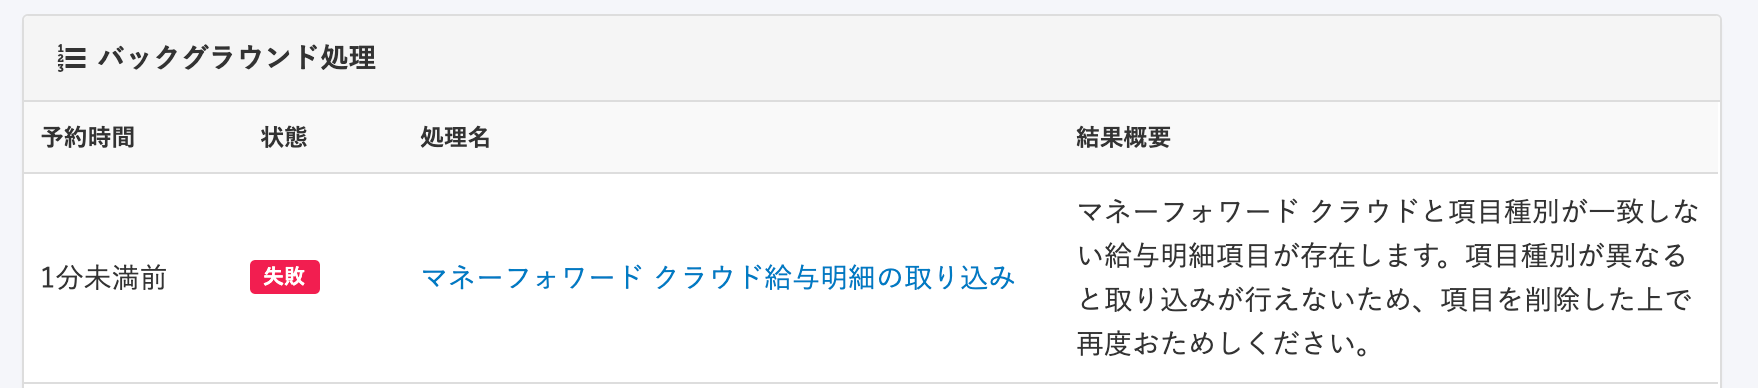 バックグラウンド処理
予約時間 状態 処理名 結果概要
1分未満前 失敗 マネーフォワード クラウド給与明細の取り込み
マネーフォワード クラウドと項目種別が一致しな
い給与明細項目が存在します。項目種別が異なる
と取り込みが行えないため、項目を削除した上で
再度おためしください。